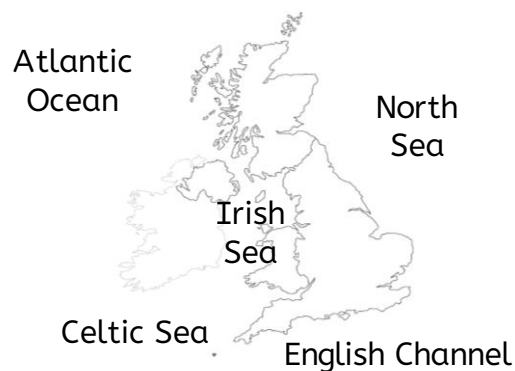 Atlantic
Ocean
North
Sea
Irish
Sea
Celtic Sea
English Channel